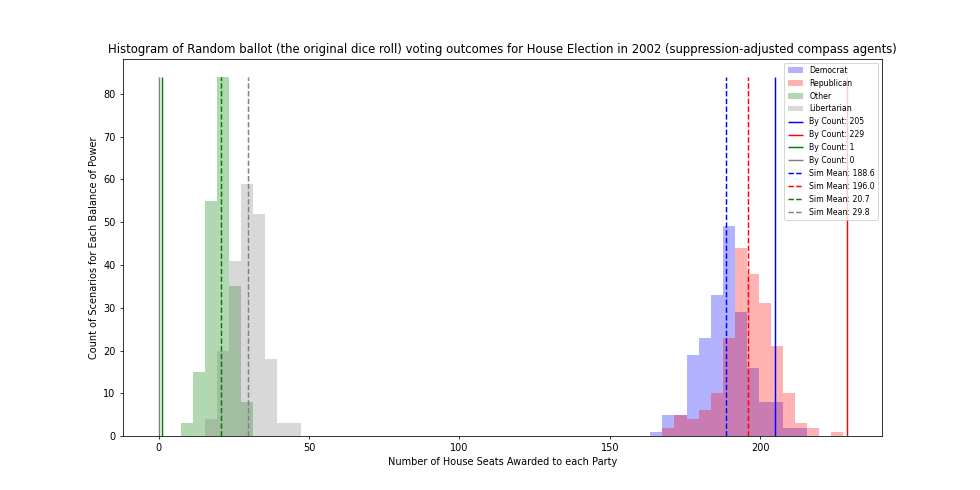 Histogram of Random ballot (the original dice roll) voting outcomes for House Election in 2002 (suppression-adjusted compass agents)
Democrat
Republican
Other
Libertarian
By Count: 205
By Count: 229
By Count: 1
By Count: 0
Sim Mean: 188.6
Sim Mean: 196.0
Sim Mean: 20.7
Sim Mean: 29.8
Count of Scenarios for Each Balance of Power
80
70
60
50
40
30
20
10
0
0 50 100 150 200
Number of House Seats Awarded to each Party